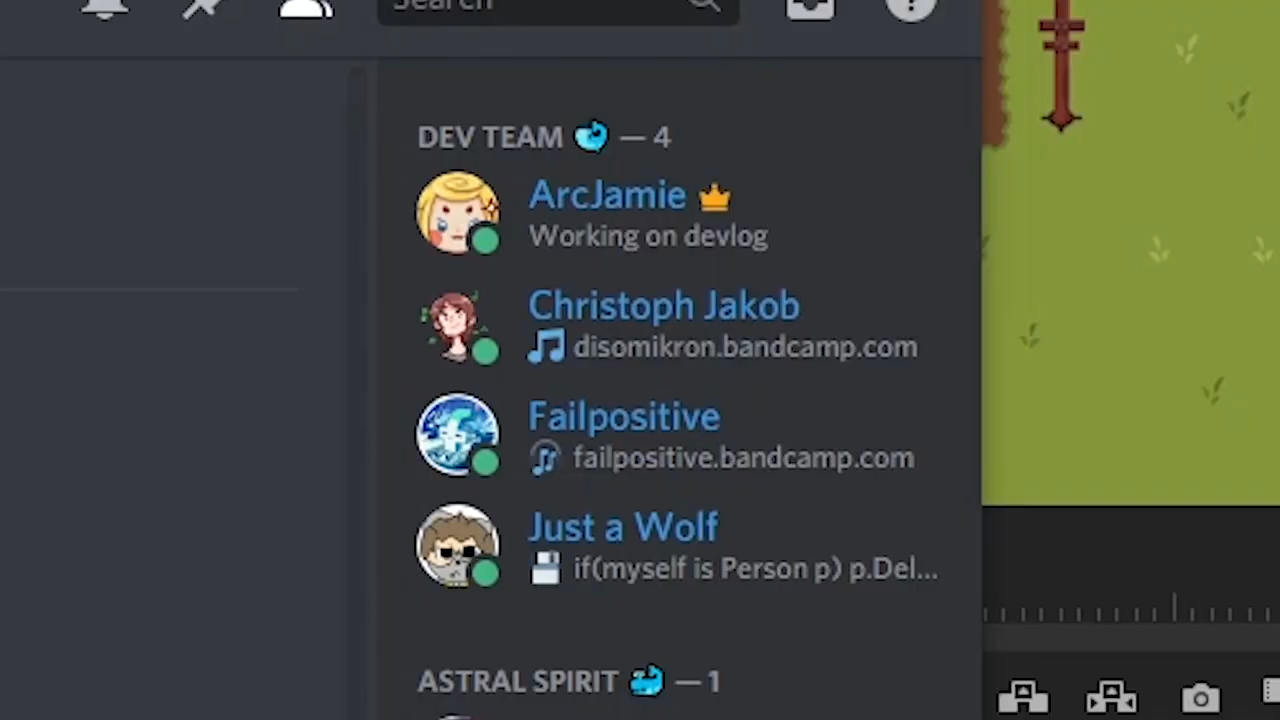 Search
DEV TEAM — 4
ArcJamie
Working on devlog
Christoph Jakob
disomikron.bandcamp.com
Failpositive
failpositive.bandcamp.com
Just a Wolf
if(myself is Person p) p.Del...
ASTRAL SPIRIT — 1